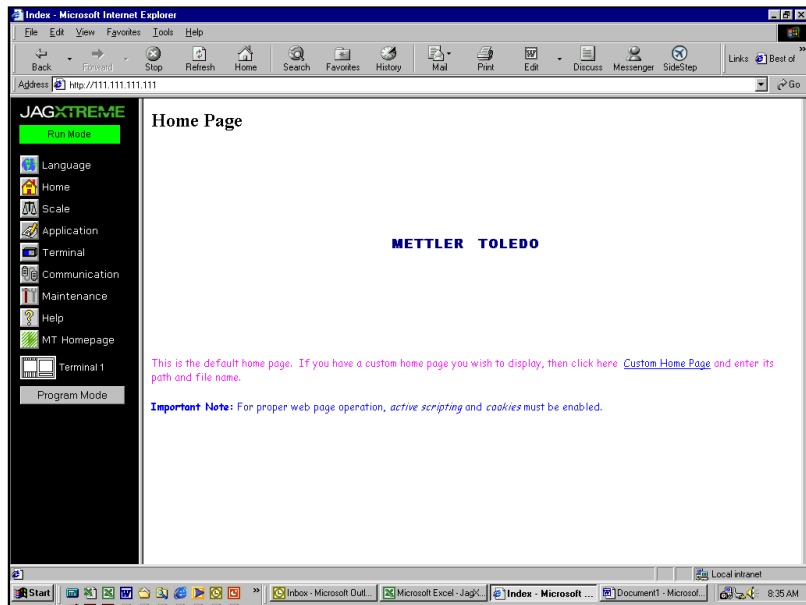 Index - Microsoft Internet Explorer
File Edit View Favorites Tools Help
Back Forward Stop Refresh Home Search Favorites History Mail Print Edit Discuss Messenger SideStep Links Best of
Address http://111.111.111.111 Go
JAGXTREME
Run Mode
Language
Home
Scale
Application
Terminal
Communication
Maintenance
Help
MT Homepage
Terminal 1
Program Mode
Home Page
METTLER TOLEDO
This is the default home page. If you have a custom home page you wish to display, then click here Custom Home Page and enter its
path and file name.
Important Note: For proper web page operation, active scripting and cookies must be enabled.
Local intranet
Start Inbox - Microsoft Outl... Microsoft Excel - JagX... Index - Microsoft ... Document1 - Microsof... 8:35 AM